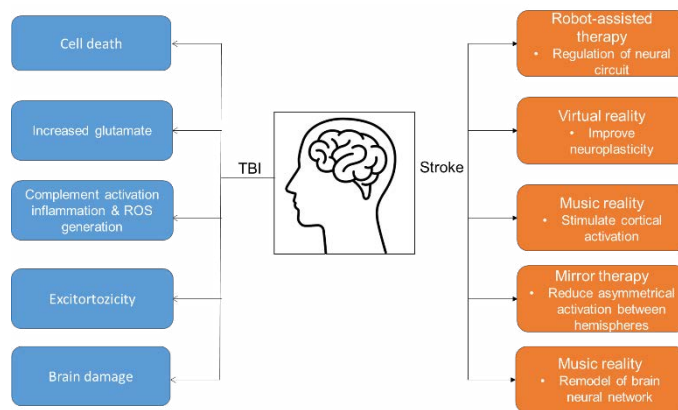 Cell death
Increased glutamate
Complement activation
inflammation & ROS
generation
Excitortozicity
Brain damage
TBI
Stroke
Robot-assisted
therapy
• Regulation of neural
circuit
Virtual reality
• Improve
neuroplasticity
Music reality
• Stimulate cortical
activation
Mirror therapy
• Reduce asymmetrical
activation between
hemispheres
Music reality
• Remodel of brain
neural network